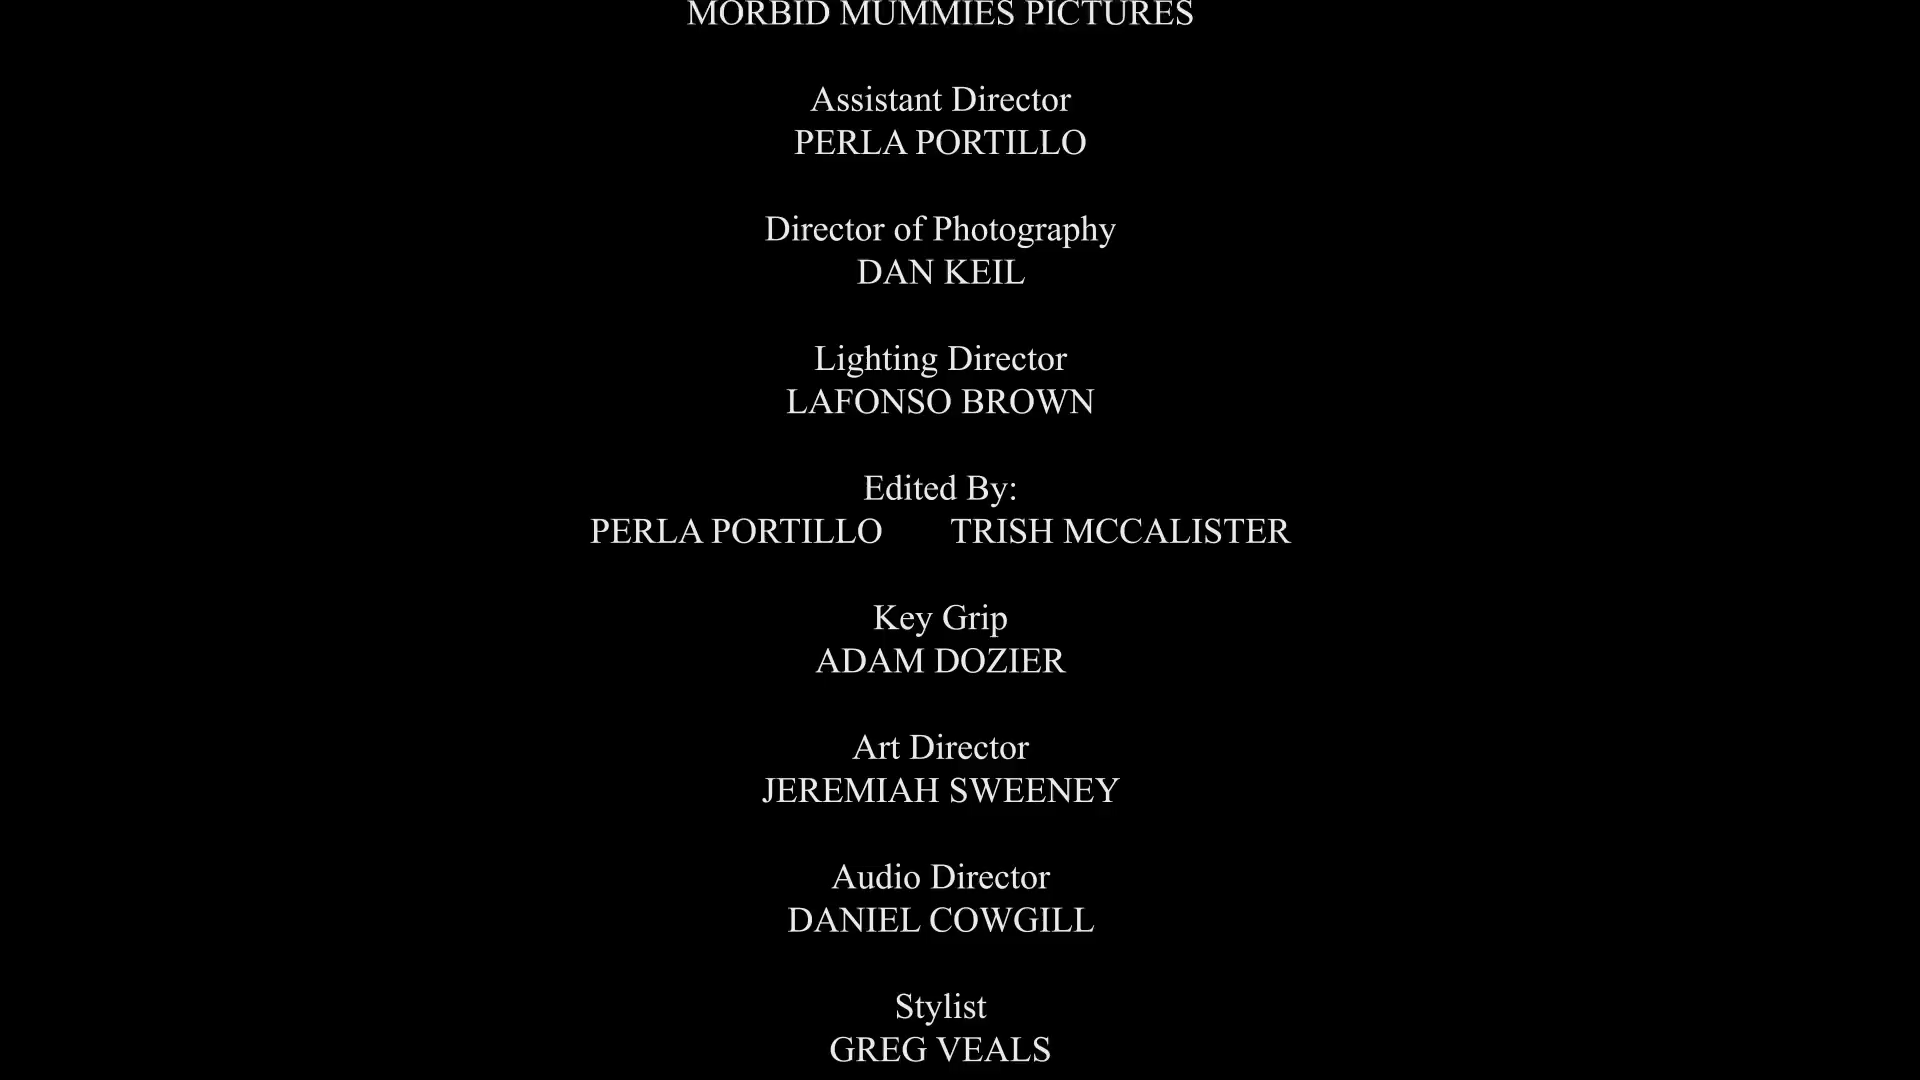 MORBID MUMMIES PICTURES
Assistant Director
PERLA PORTILLO
Director of Photography
DAN KEIL
Lighting Director
LAFONSO BROWN
Edited By:
PERLA PORTILLO TRISH MCCALISTER
Key Grip
ADAM DOZIER
Art Director
JEREMIAH SWEENEY
Audio Director
DANIEL COWGILL
Stylist
GREG VEALS